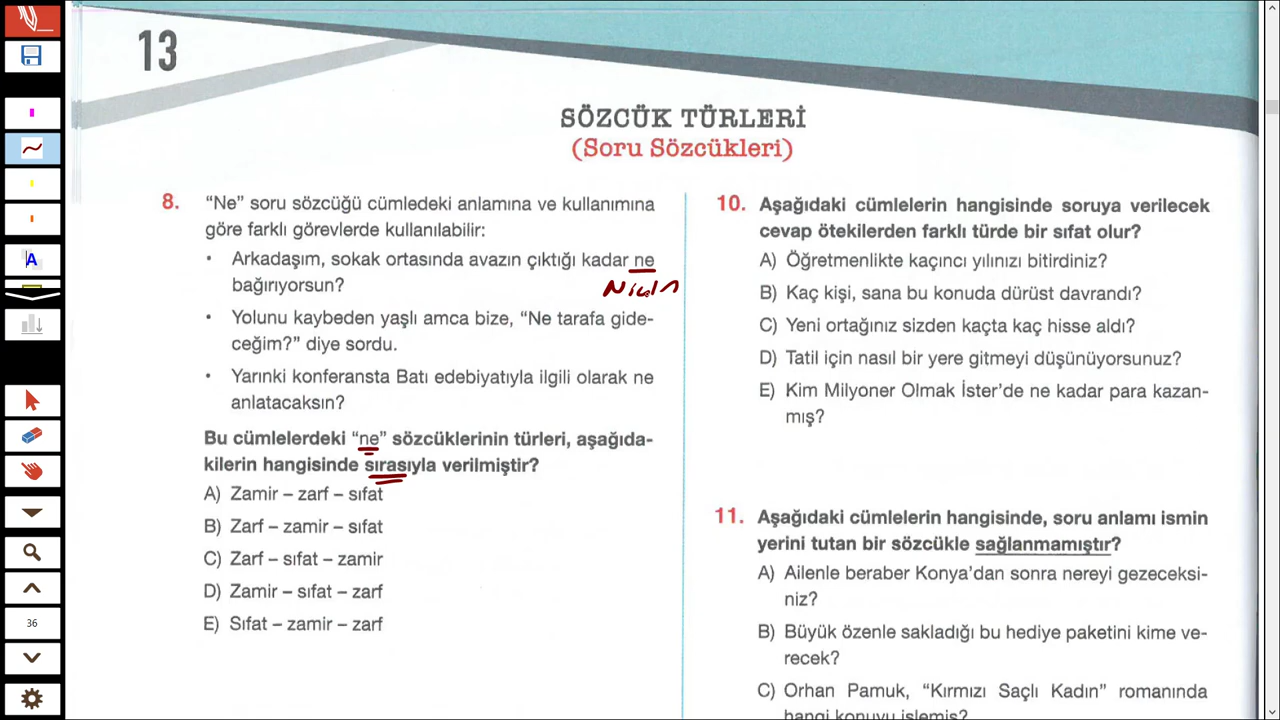 13
SÖZCÜK TÜRLERİ
(Soru Sözcükleri)
8. “Ne” soru sözcüğü cümledeki anlamına ve kullanımına
göre farklı görevlerde kullanılabilir:
• Arkadaşım, sokak ortasında avazın çıktığı kadar ne
bağırıyorsun?
• Yolunu kaybeden yaşlı amca bize, “Ne tarafa gide-
ceğim?” diye sordu.
• Yarınki konferansta Batı edebiyatıyla ilgili olarak ne
anlatacaksın?
Bu cümlelerdeki “ne” sözcüklerinin türleri, aşağıda-
kilerin hangisinde sırasıyla verilmiştir?
A) Zamir – zarf – sıfat
B) Zarf – zamir – sıfat
C) Zarf – sıfat – zamir
D) Zamir – sıfat – zarf
E) Sıfat – zamir – zarf
10. Aşağıdaki cümlelerin hangisinde soruya verilecek
cevap ötekilerden farklı türde bir sıfat olur?
A) Öğretmenlikte kaçıncı yılınızı bitirdiniz?
B) Kaç kişi, sana bu konuda dürüst davrandı?
C) Yeni ortağınız sizden kaçta kaç hisse aldı?
D) Tatil için nasıl bir yere gitmeyi düşünüyorsunuz?
E) Kim Milyoner Olmak İster’de ne kadar para kazan-
mış?
11. Aşağıdaki cümlelerin hangisinde, soru anlamı ismin
yerini tutan bir sözcükle sağlanmamıştır?
A) Ailenle beraber Konya’dan sonra nereyi gezeceksi-
niz?
B) Büyük özenle sakladığı bu hediye paketini kime ve-
recek?
C) Orhan Pamuk, “Kırmızı Saçlı Kadın” romanında
hangi konuyu işlemiş?
A
36